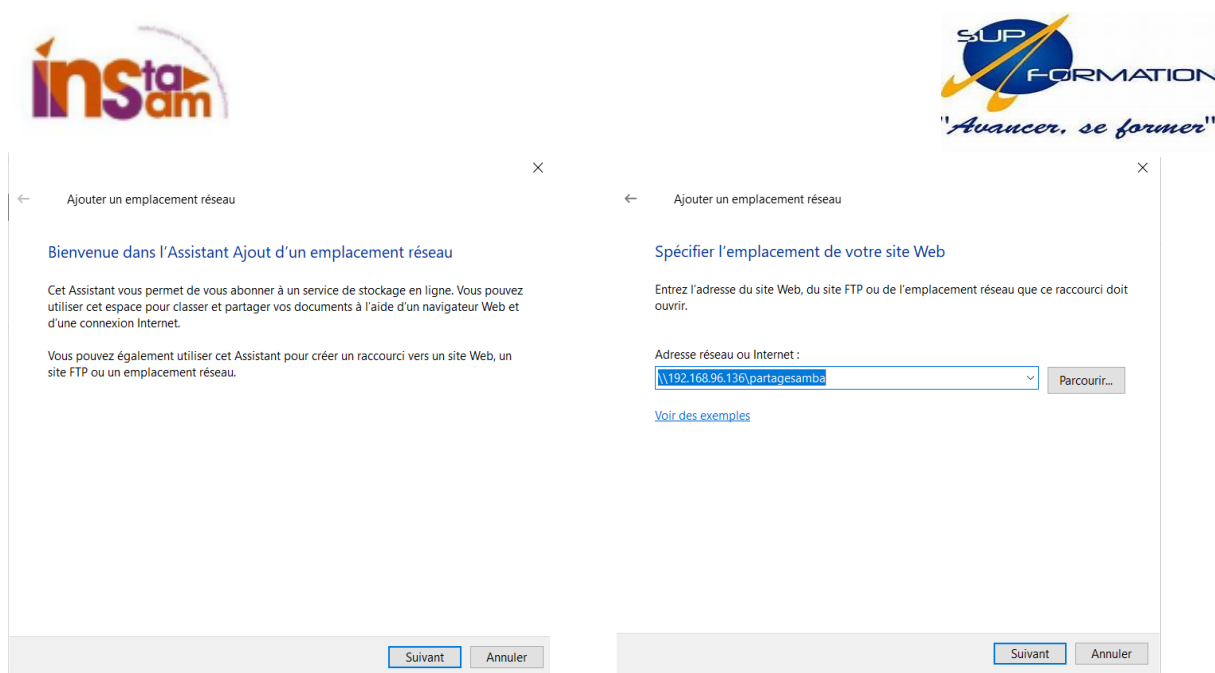 insta
sam
SUP
FORMATION
"Avancer, se former"
Ajouter un emplacement réseau
Bienvenue dans l'Assistant Ajout d'un emplacement réseau
Cet Assistant vous permet de vous abonner à un service de stockage en ligne. Vous pouvez
utiliser cet espace pour classer et partager vos documents à l'aide d'un navigateur Web et
d'une connexion Internet.
Vous pouvez également utiliser cet Assistant pour créer un raccourci vers un site Web, un
site FTP ou un emplacement réseau.
Suivant
Annuler
Ajouter un emplacement réseau
Spécifier l'emplacement de votre site Web
Entrez l'adresse du site Web, du site FTP ou de l'emplacement réseau que ce raccourci doit
ouvrir.
Adresse réseau ou Internet :
\\192.168.96.136\partagesamba
Parcourir...
Voir des exemples
Suivant
Annuler